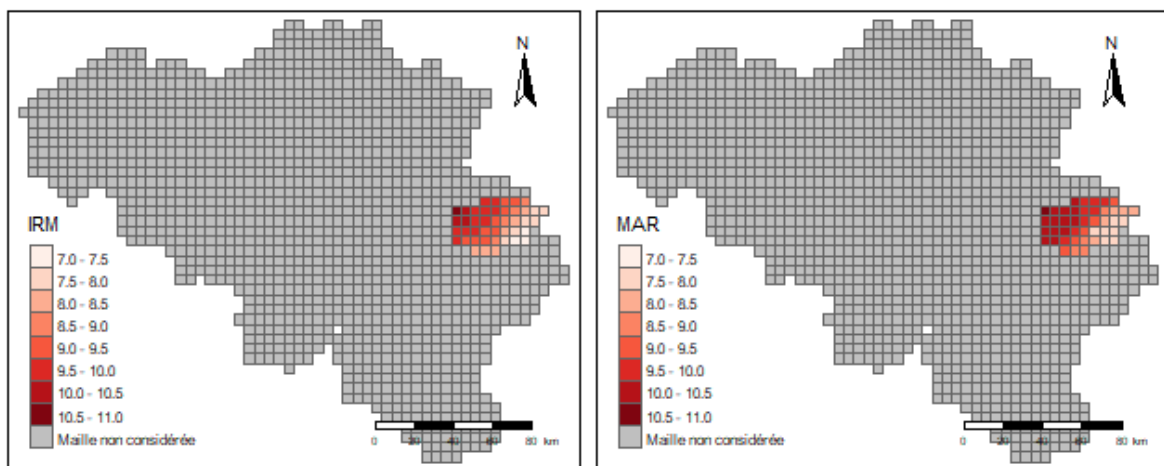 N
IRM
7.0 - 7.5
7.5 - 8.0
8.0 - 8.5
8.5 - 9.0
9.0 - 9.5
9.5 - 10.0
10.0 - 10.5
10.5 - 11.0
Maille non considérée
0 20 40 60 80 km
N
MAR
7.0 - 7.5
7.5 - 8.0
8.0 - 8.5
8.5 - 9.0
9.0 - 9.5
9.5 - 10.0
10.0 - 10.5
10.5 - 11.0
Maille non considérée
0 20 40 60 80 km